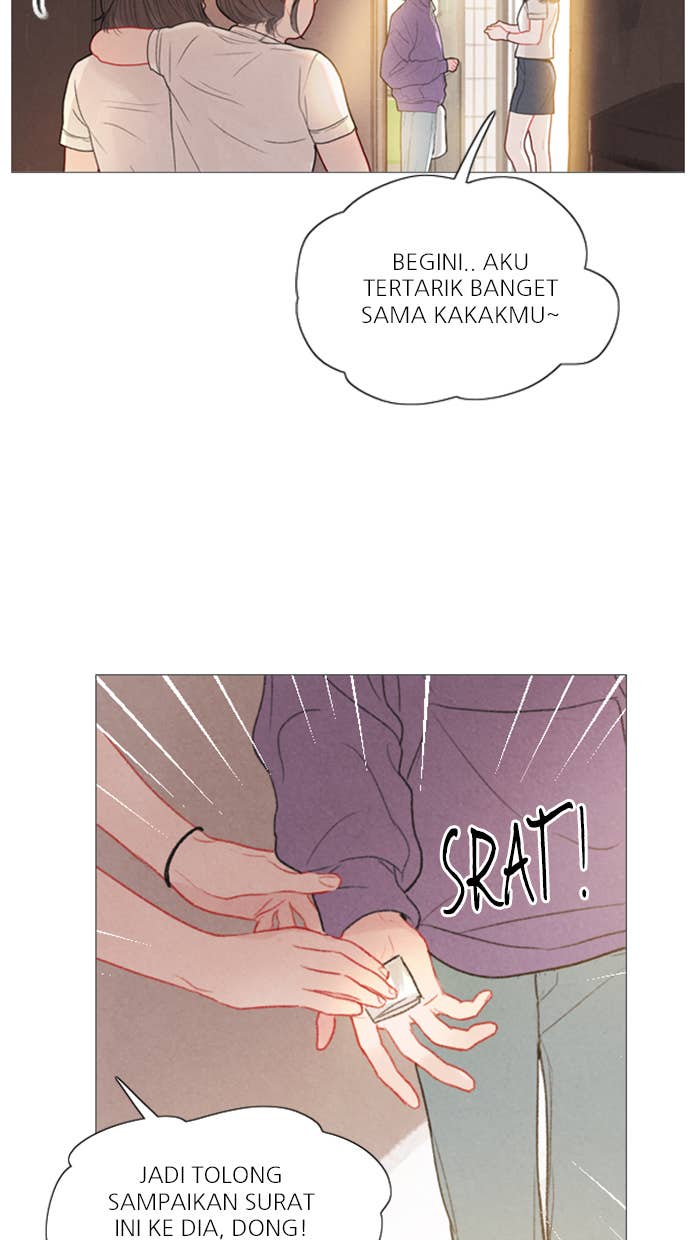 BEGINI.. AKU
TERTARIK BANGET
SAMA KAKAKMU~
SRAT!
JADI TOLONG
SAMPAIKAN SURAT
INI KE DIA, DONG!